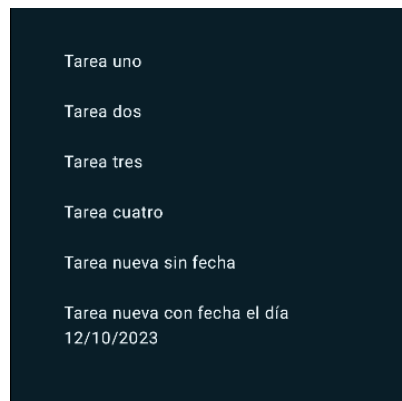 Tarea uno
Tarea dos
Tarea tres
Tarea cuatro
Tarea nueva sin fecha
Tarea nueva con fecha el día
12/10/2023